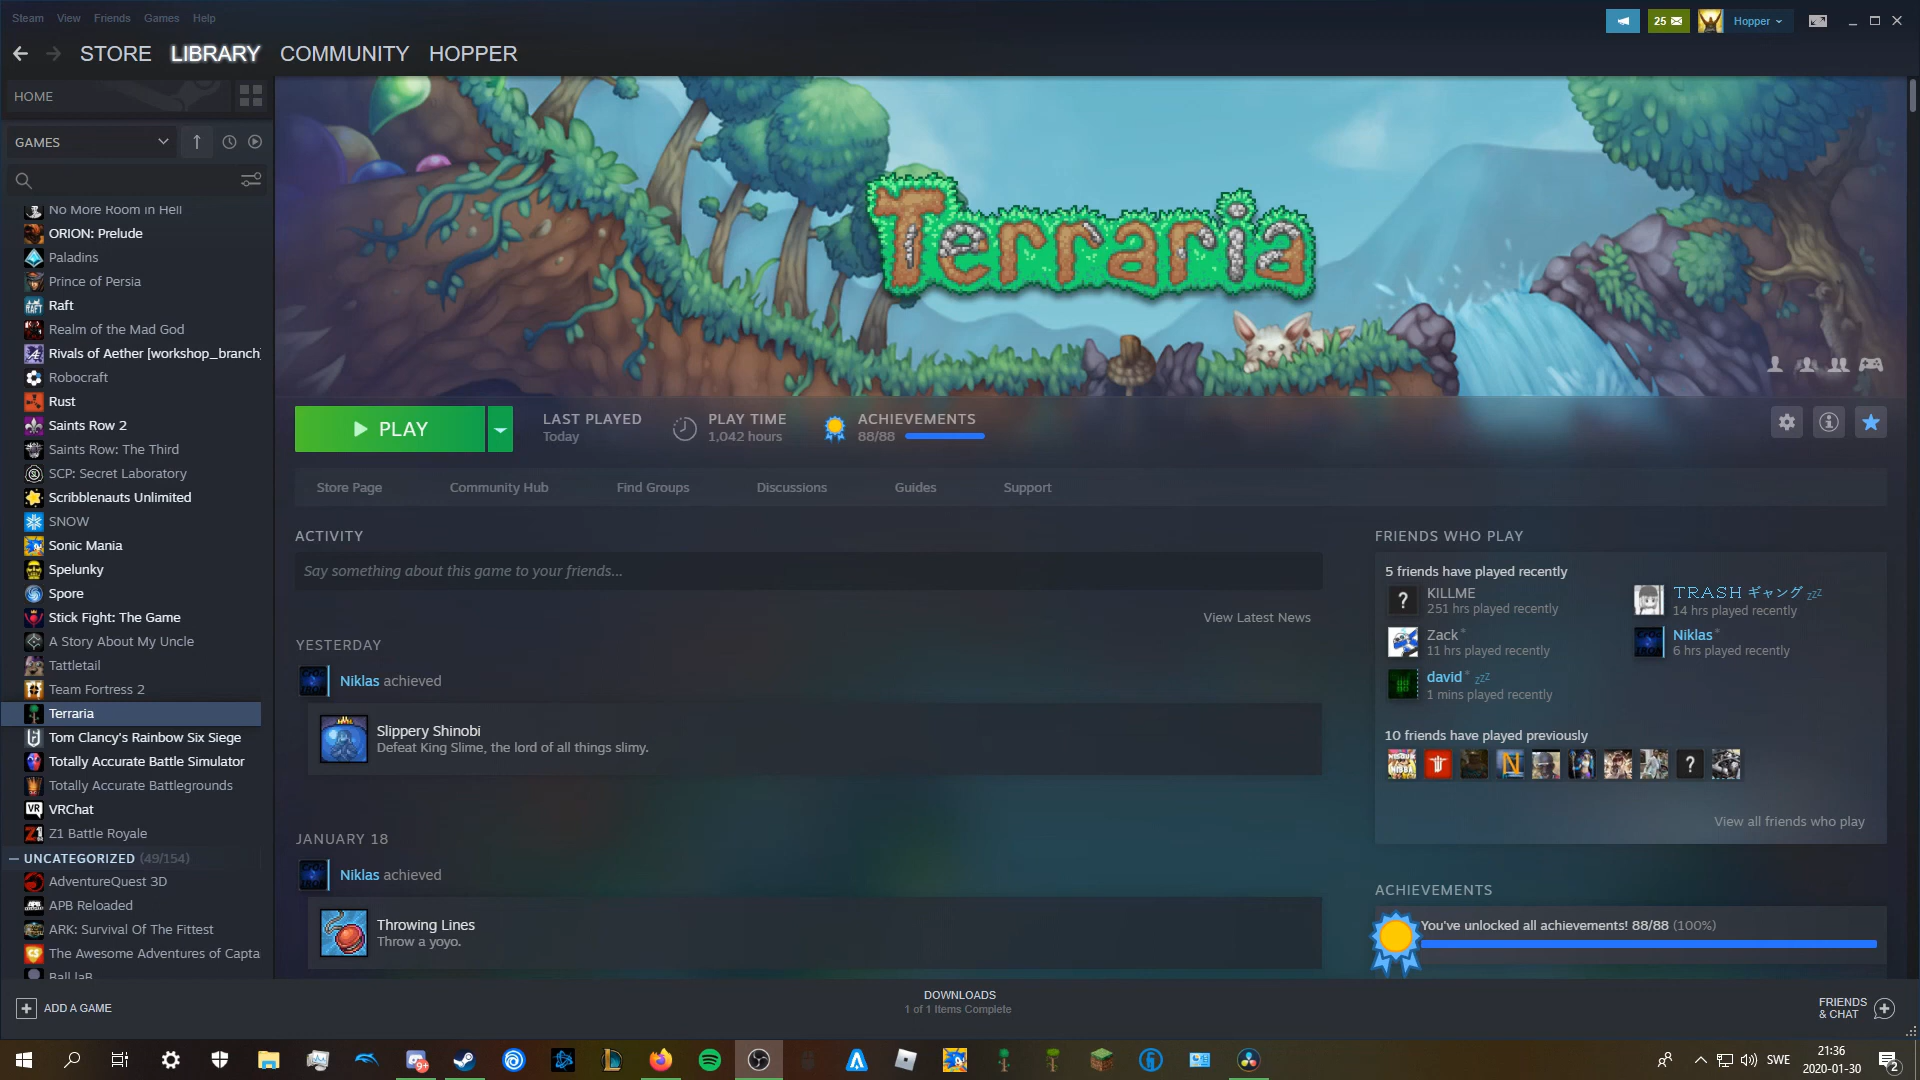 Steam View Friends Games Help
25
Hopper
STORE LIBRARY COMMUNITY HOPPER
HOME
GAMES
No More Room in Hell
ORION: Prelude
Paladins
Prince of Persia
Raft
Realm of the Mad God
Rivals of Aether [workshop_branch]
Robocraft
Rust
Saints Row 2
Saints Row: The Third
SCP: Secret Laboratory
Scribblenauts Unlimited
SNOW
Sonic Mania
Spelunky
Spore
Stick Fight: The Game
A Story About My Uncle
Tattletail
Team Fortress 2
Terraria
Tom Clancy's Rainbow Six Siege
Totally Accurate Battle Simulator
Totally Accurate Battlegrounds
VRChat
Z1 Battle Royale
UNCATEGORIZED (49/154)
AdventureQuest 3D
APB Reloaded
ARK: Survival Of The Fittest
The Awesome Adventures of Capta
Ball laB
ADD A GAME
Terraria
PLAY
LAST PLAYED
Today
PLAY TIME
1,042 hours
ACHIEVEMENTS
88/88
Store Page Community Hub Find Groups Discussions Guides Support
ACTIVITY
Say something about this game to your friends...
View Latest News
YESTERDAY
Niklas achieved
Slippery Shinobi
Defeat King Slime, the lord of all things slimy.
JANUARY 18
Niklas achieved
Throwing Lines
Throw a yoyo.
FRIENDS WHO PLAY
5 friends have played recently
KILLME
251 hrs played recently
TRASH ギャング zzZ
14 hrs played recently
Zack *
11 hrs played recently
Niklas *
6 hrs played recently
david * zzZ
1 mins played recently
10 friends have played previously
View all friends who play
ACHIEVEMENTS
You've unlocked all achievements! 88/88 (100%)
DOWNLOADS
1 of 1 Items Complete
FRIENDS
& CHAT
9+
SWE
21:36
2020-01-30
2